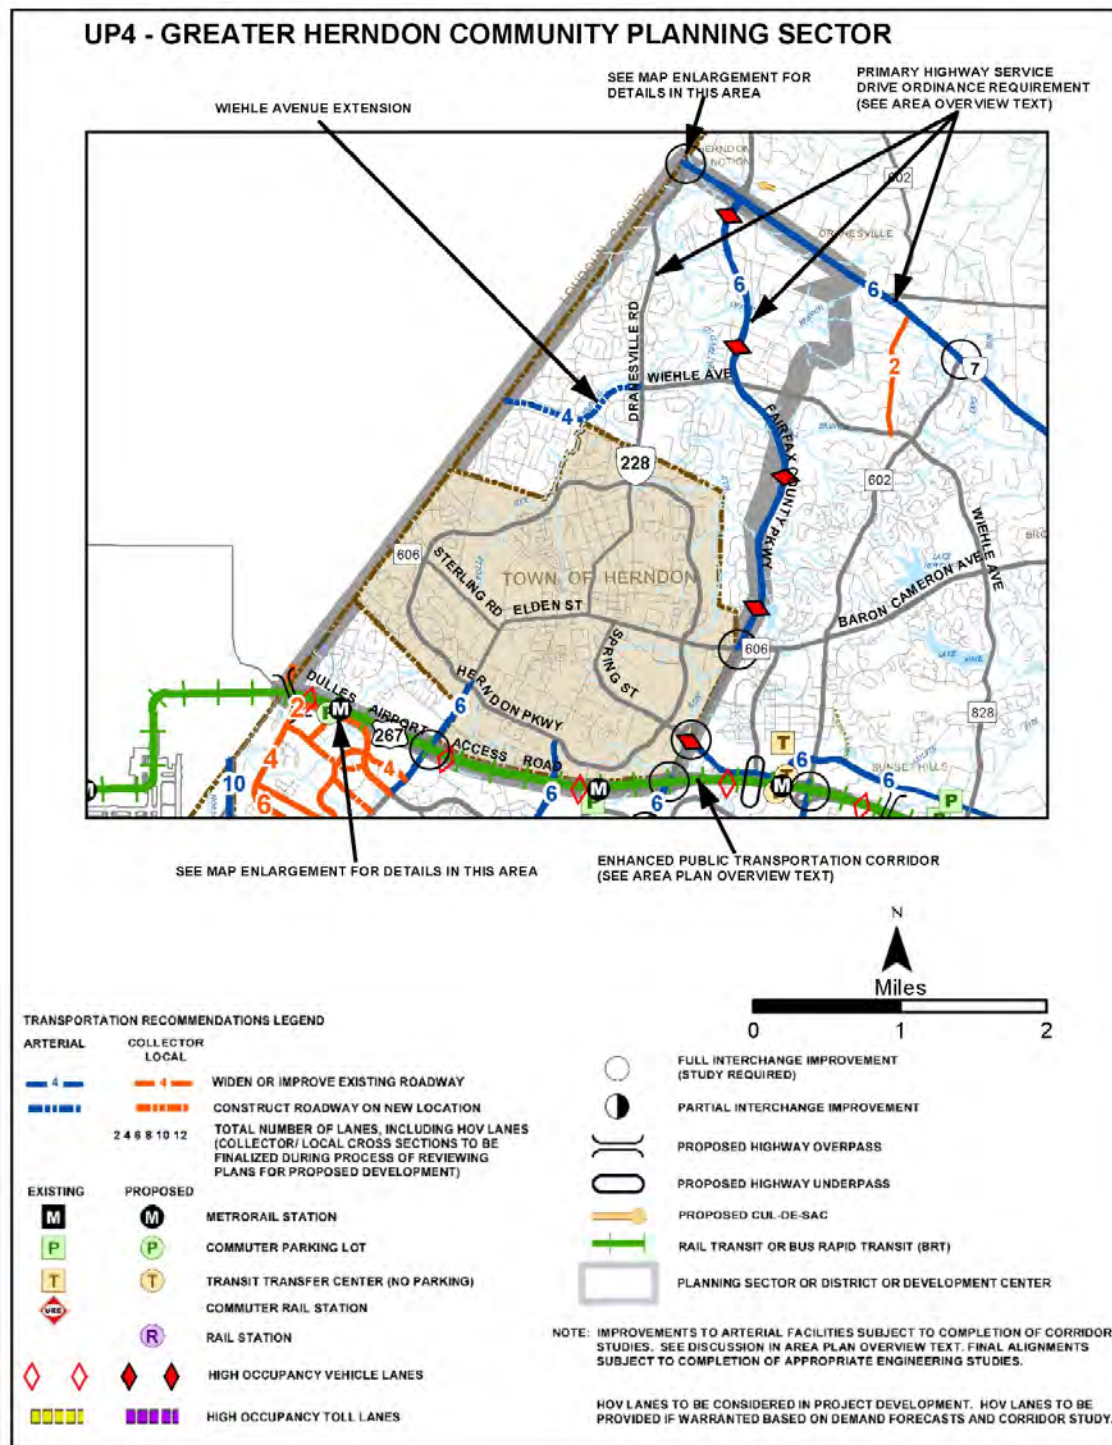 UP4 - GREATER HERNDON COMMUNITY PLANNING SECTOR
SEE MAP ENLARGEMENT FOR
DETAILS IN THIS AREA
PRIMARY HIGHWAY SERVICE
DRIVE ORDINANCE REQUIREMENT
(SEE AREA OVERVIEW TEXT)
WIEHLE AVENUE EXTENSION
602
DRANESVILLE
LOUDOUN COUNTY
6
6
7
2
DRANESVILLE RD
WIEHLE AVE
4
FAIRFAX COUNTY PKWY
228
602
WIEHLE AVE
606
STERLING RD
TOWN OF HERNDON
ELDEN ST
SPRING ST
BARON CAMERON AVE
606
HERNDON PKWY
6
828
DULLES AIRPORT ACCESS ROAD
267
2
P
M
4
4
6
10
6
M
P
6
T
T
M
6
6
SUNSET HILLS
P
P
SEE MAP ENLARGEMENT FOR DETAILS IN THIS AREA
ENHANCED PUBLIC TRANSPORTATION CORRIDOR
(SEE AREA PLAN OVERVIEW TEXT)
N
Miles
0 1 2
TRANSPORTATION RECOMMENDATIONS LEGEND
ARTERIAL
COLLECTOR
LOCAL
4 4 WIDEN OR IMPROVE EXISTING ROADWAY
CONSTRUCT ROADWAY ON NEW LOCATION
2 4 6 8 10 12 TOTAL NUMBER OF LANES, INCLUDING HOV LANES
(COLLECTOR/ LOCAL CROSS SECTIONS TO BE
FINALIZED DURING PROCESS OF REVIEWING
PLANS FOR PROPOSED DEVELOPMENT)
EXISTING PROPOSED
M M METRORAIL STATION
P P COMMUTER PARKING LOT
T T TRANSIT TRANSFER CENTER (NO PARKING)
VRE COMMUTER RAIL STATION
R RAIL STATION
HIGH OCCUPANCY VEHICLE LANES
HIGH OCCUPANCY TOLL LANES
FULL INTERCHANGE IMPROVEMENT
(STUDY REQUIRED)
PARTIAL INTERCHANGE IMPROVEMENT
PROPOSED HIGHWAY OVERPASS
PROPOSED HIGHWAY UNDERPASS
PROPOSED CUL-DE-SAC
RAIL TRANSIT OR BUS RAPID TRANSIT (BRT)
PLANNING SECTOR OR DISTRICT OR DEVELOPMENT CENTER
NOTE: IMPROVEMENTS TO ARTERIAL FACILITIES SUBJECT TO COMPLETION OF CORRIDOR
STUDIES. SEE DISCUSSION IN AREA PLAN OVERVIEW TEXT. FINAL ALIGNMENTS
SUBJECT TO COMPLETION OF APPROPRIATE ENGINEERING STUDIES.
HOV LANES TO BE CONSIDERED IN PROJECT DEVELOPMENT. HOV LANES TO BE
PROVIDED IF WARRANTED BASED ON DEMAND FORECASTS AND CORRIDOR STUDY.